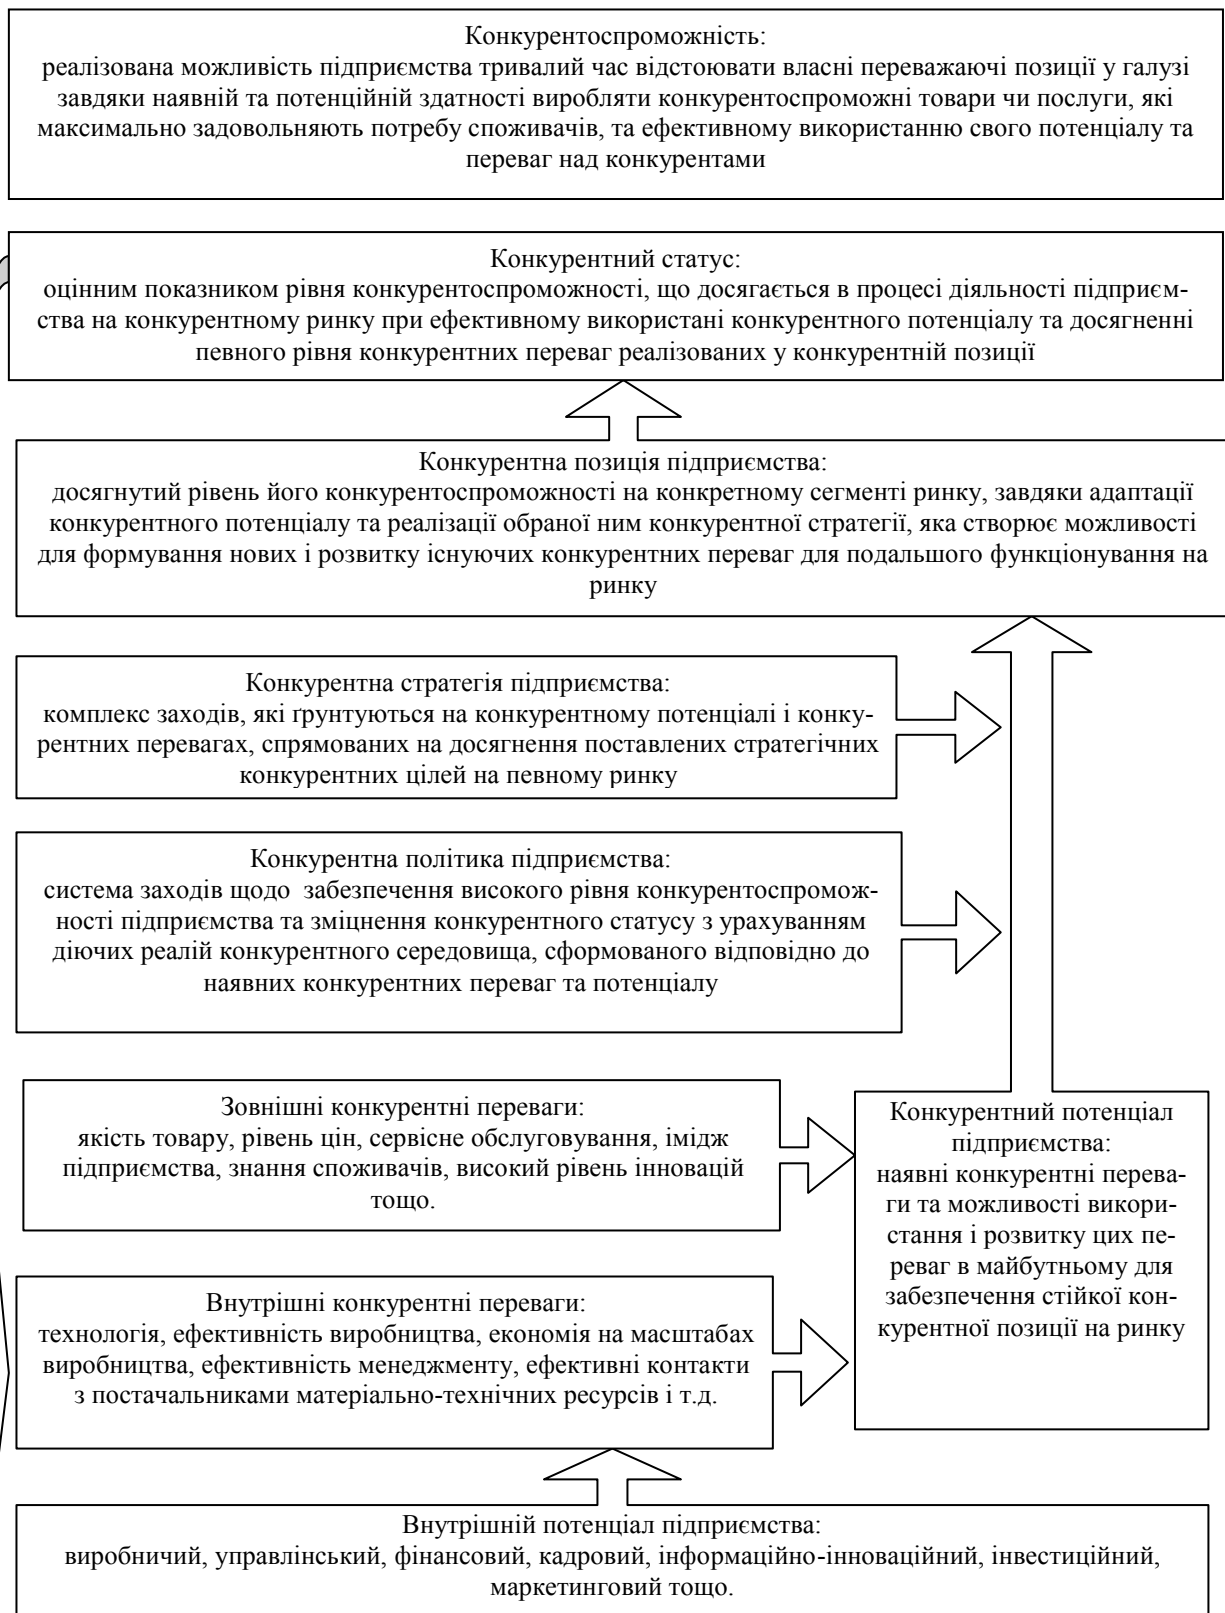 Конкурентоспроможність:
реалізована можливість підприємства тривалий час відстоювати власні переважаючі позиції у галузі
завдяки наявній та потенційній здатності виробляти конкурентоспроможні товари чи послуги, які
максимально задовольняють потребу споживачів, та ефективному використанню свого потенціалу та
переваг над конкурентами
Конкурентний статус:
оцінним показником рівня конкурентоспроможності, що досягається в процесі діяльності підприєм-
ства на конкурентному ринку при ефективному використані конкурентного потенціалу та досягненні
певного рівня конкурентних переваг реалізованих у конкурентній позиції
Конкурентна позиція підприємства:
досягнутий рівень його конкурентоспроможності на конкретному сегменті ринку, завдяки адаптації
конкурентного потенціалу та реалізації обраної ним конкурентної стратегії, яка створює можливості
для формування нових і розвитку існуючих конкурентних переваг для подальшого функціонування на
ринку
Конкурентна стратегія підприємства:
комплекс заходів, які ґрунтуються на конкурентному потенціалі і конку-
рентних перевагах, спрямованих на досягнення поставлених стратегічних
конкурентних цілей на певному ринку
Конкурентна політика підприємства:
система заходів щодо  забезпечення високого рівня конкурентоспромож-
ності підприємства та зміцнення конкурентного статусу з урахуванням
діючих реалій конкурентного середовища, сформованого відповідно до
наявних конкурентних переваг та потенціалу
Зовнішні конкурентні переваги:
якість товару, рівень цін, сервісне обслуговування, імідж
підприємства, знання споживачів, високий рівень інновацій
тощо.
Конкурентний потенціал
підприємства:
наявні конкурентні перева-
ги та можливості викори-
стання і розвитку цих пе-
реваг в майбутньому для
забезпечення стійкої кон-
курентної позиції на ринку
Внутрішні конкурентні переваги:
технологія, ефективність виробництва, економія на масштабах
виробництва, ефективність менеджменту, ефективні контакти
з постачальниками матеріально-технічних ресурсів і т.д.
Внутрішній потенціал підприємства:
виробничий, управлінський, фінансовий, кадровий, інформаційно-інноваційний, інвестиційний,
маркетинговий тощо.